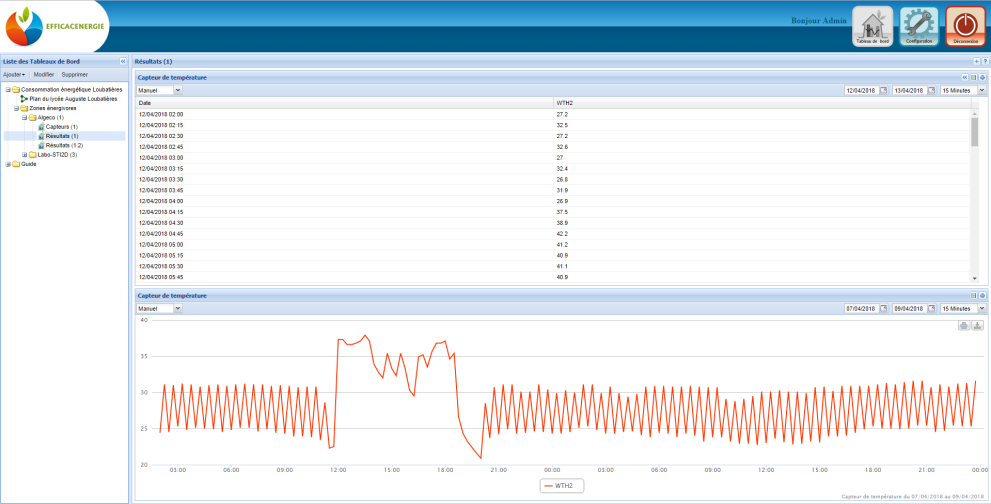 EFFICACENERGIE
Bonjour Admin
Tableau de bord
Configuration
Déconnexion
Liste des Tableaux de Bord
Ajouter Modifier Supprimer
Consommation énergétique Loubatières
Plan du lycée Auguste Loubatières
Zones énergivores
Algeco (1)
Capteurs (1)
Résultats (1)
Résultats (1.2)
Labo-STI2D (3)
Guide
Résultats (1)
Capteur de température
Manuel 12/04/2018 13/04/2018 15 Minutes
Date WTH2
12/04/2018 02:00 27.2
12/04/2018 02:15 32.5
12/04/2018 02:30 27.2
12/04/2018 02:45 32.6
12/04/2018 03:00 27
12/04/2018 03:15 32.4
12/04/2018 03:30 26.8
12/04/2018 03:45 31.9
12/04/2018 04:00 26.9
12/04/2018 04:15 37.5
12/04/2018 04:30 38.9
12/04/2018 04:45 42.2
12/04/2018 05:00 41.2
12/04/2018 05:15 40.9
12/04/2018 05:30 41.1
12/04/2018 05:45 40.9
Capteur de température
Manuel 07/04/2018 09/04/2018 15 Minutes
40
35
30
25
20
03:00 06:00 09:00 12:00 15:00 18:00 21:00 00:00 03:00 06:00 09:00 12:00 15:00 18:00 21:00 00:00
WTH2
Capteur de température du 07/04/2018 au 09/04/2018